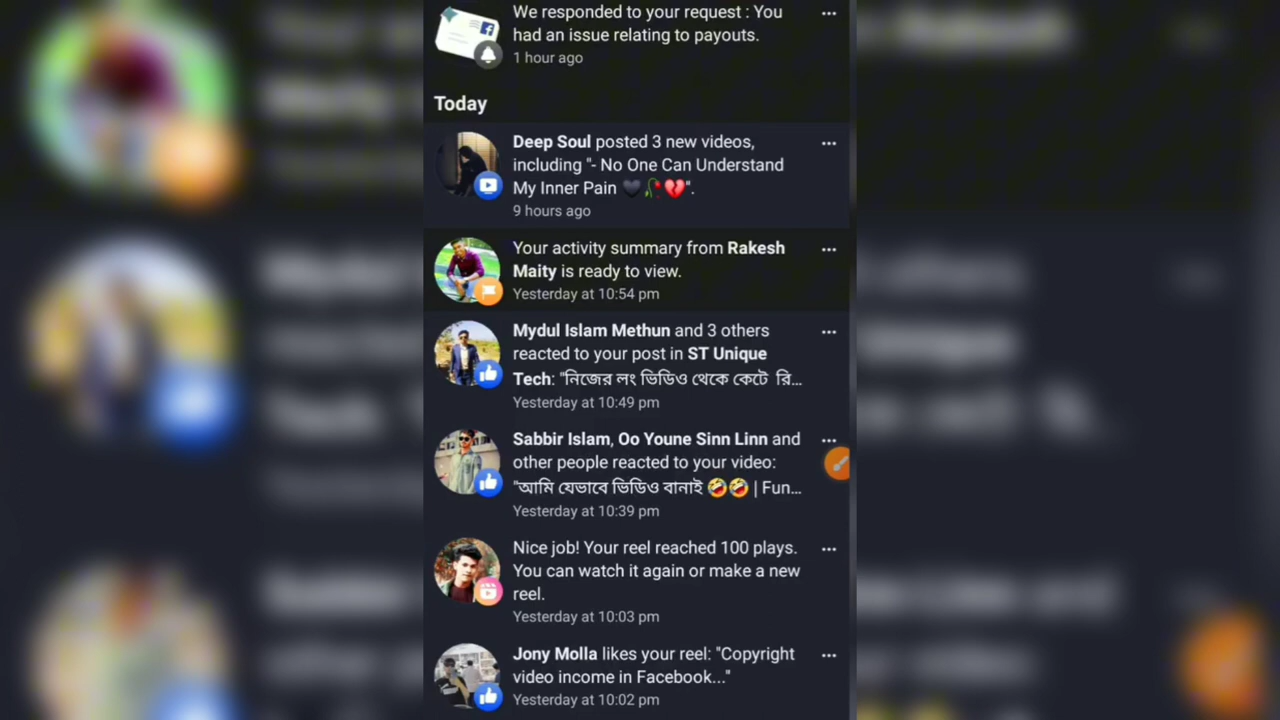 We responded to your request : You
had an issue relating to payouts.
1 hour ago
Today
Deep Soul posted 3 new videos,
including "- No One Can Understand
My Inner Pain 🖤🥀💔".
9 hours ago
Your activity summary from Rakesh
Maity is ready to view.
Yesterday at 10:54 pm
Mydul Islam Methun and 3 others
reacted to your post in ST Unique
Tech: "নিজের লং ভিডিও থেকে কেটে রি...
Yesterday at 10:49 pm
Sabbir Islam, Oo Youne Sinn Linn and
other people reacted to your video:
"আমি যেভাবে ভিডিও বানাই 🤣🤣 | Fun...
Yesterday at 10:39 pm
Nice job! Your reel reached 100 plays.
You can watch it again or make a new
reel.
Yesterday at 10:03 pm
Jony Molla likes your reel: "Copyright
video income in Facebook..."
Yesterday at 10:02 pm